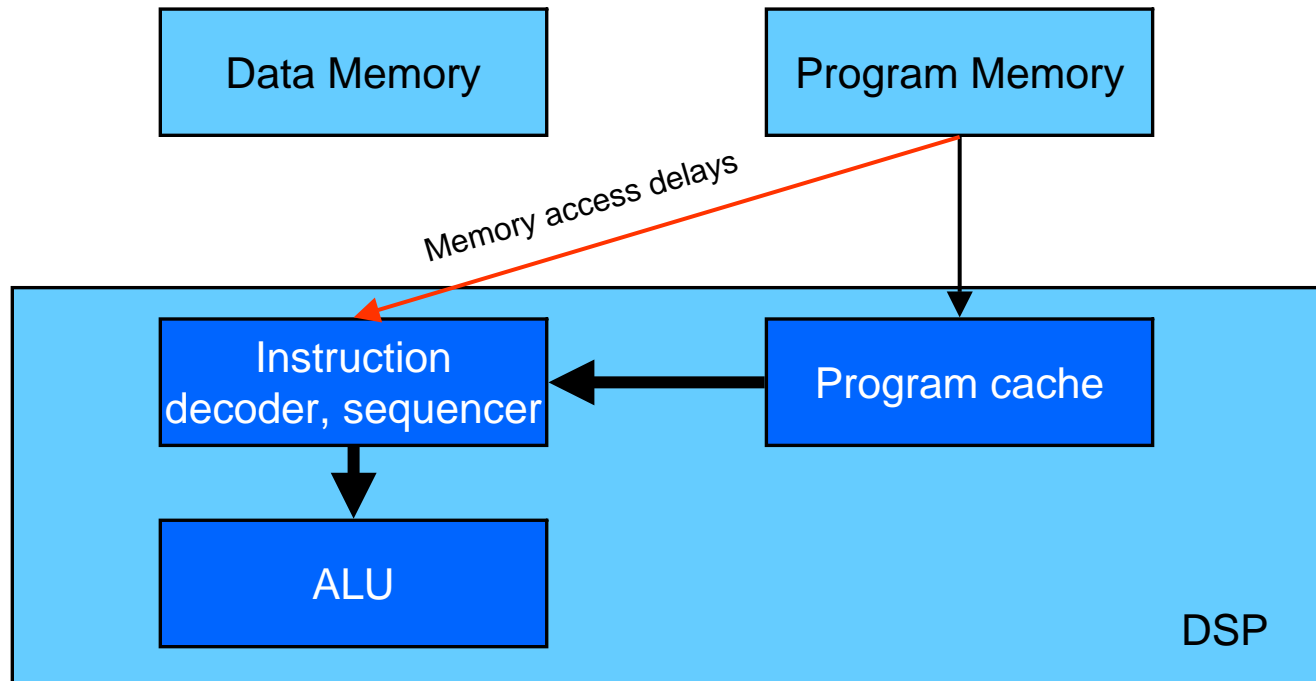 Data Memory
Program Memory
Memory access delays
Instruction
decoder, sequencer
Program cache
ALU
DSP